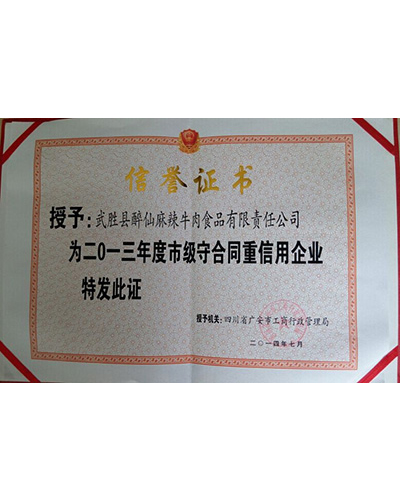 信誉证书
授予：武胜县醉仙麻辣牛肉食品有限责任公司
为二〇一三年度市级守合同重信用企业
特发此证
授予机关：四川省广安市工商行政管理局
二〇一四年七月